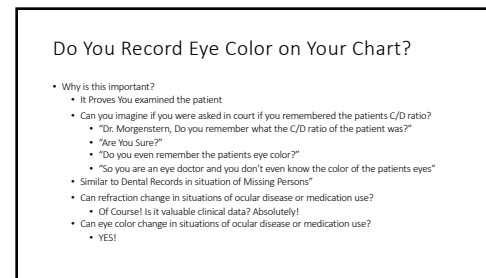 Do You Record Eye Color on Your Chart?
• Why is this important?
• It Proves You examined the patient
• Can you imagine if you were asked in court if you remembered the patients C/D ratio?
• “Dr. Morgenstern, Do you remember what the C/D ratio of the patient was?”
• “Are You Sure?”
• “Do you even remember the patients eye color?”
• “So you are an eye doctor and you don’t even know the color of the patients eyes”
• Similar to Dental Records in situation of Missing Persons”
• Can refraction change in situations of ocular disease or medication use?
• Of Course! Is it valuable clinical data? Absolutely!
• Can eye color change in situations of ocular disease or medication use?
• YES!